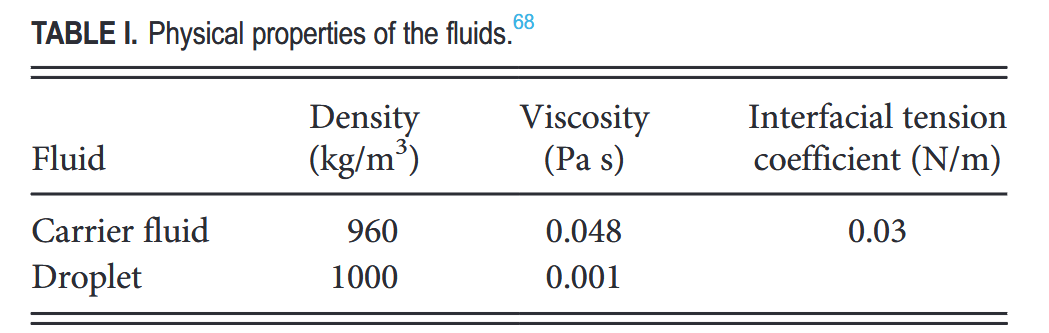 TABLE I. Physical properties of the fluids.68
Density Viscosity Interfacial tension
Fluid (kg/m³) (Pa s) coefficient (N/m)
Carrier fluid 960 0.048 0.03
Droplet 1000 0.001